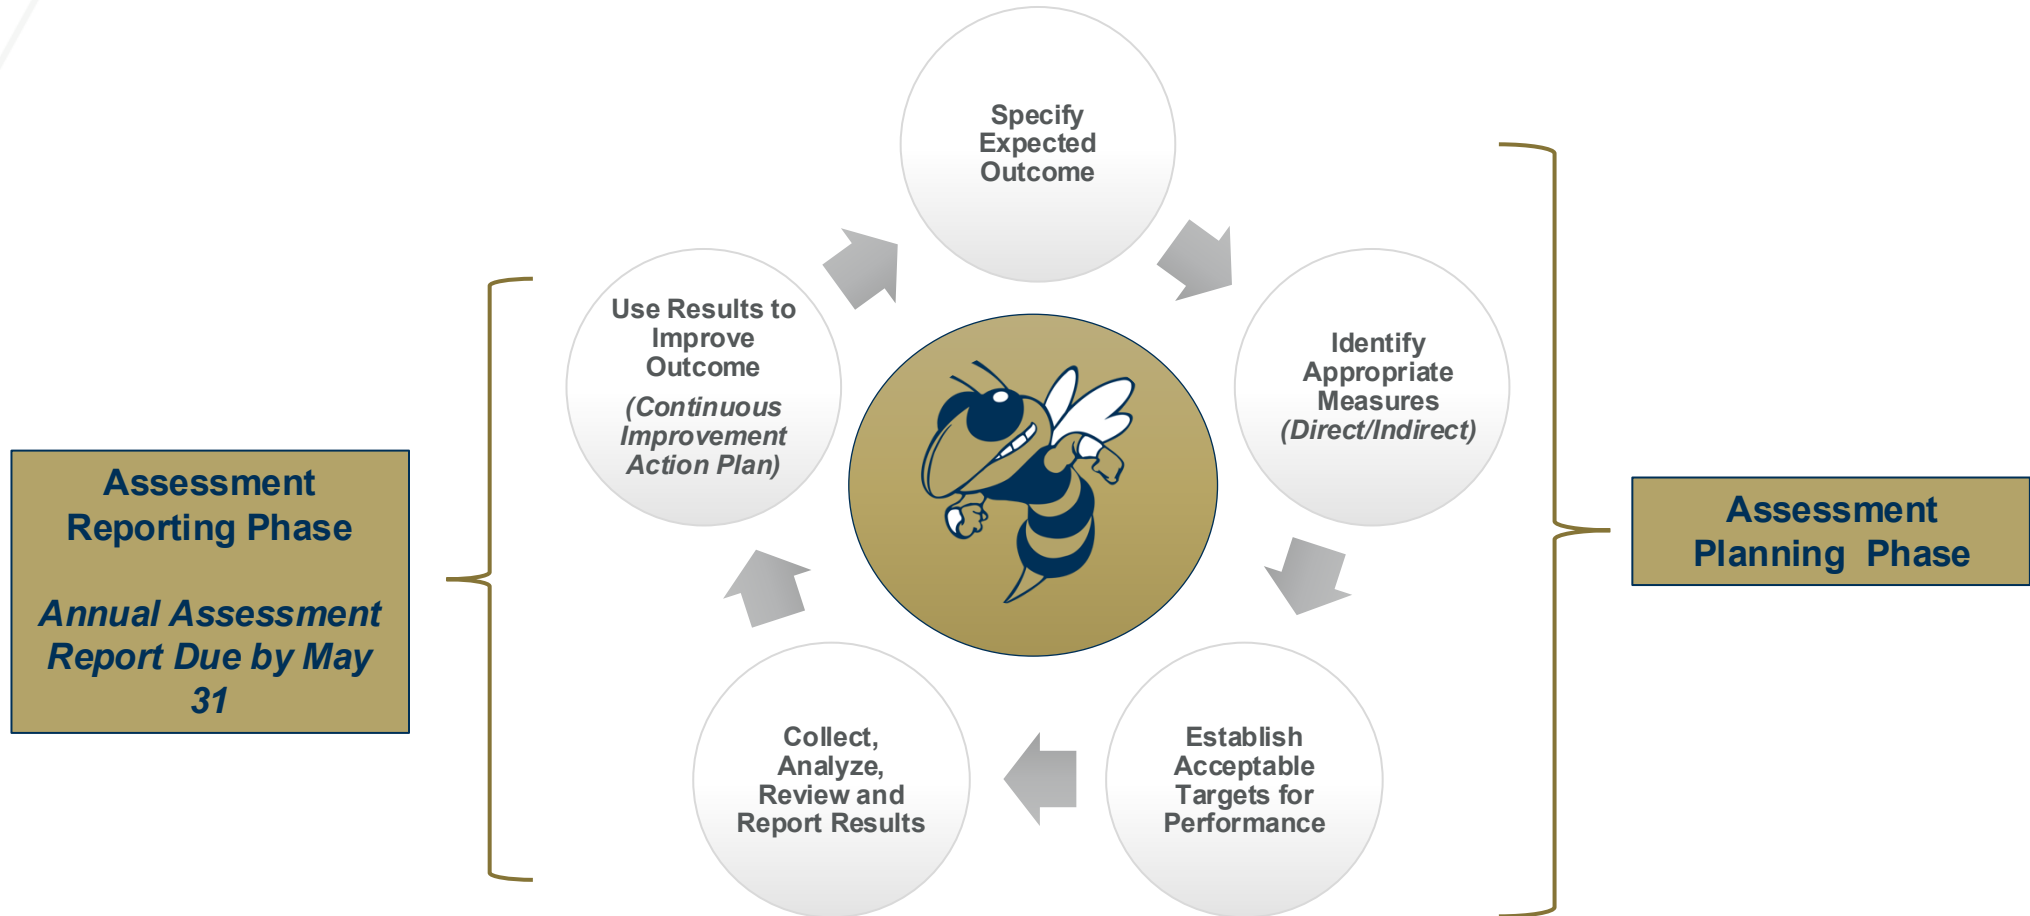 Specify
Expected
Outcome
Identify
Appropriate
Measures
(Direct/Indirect)
Establish
Acceptable
Targets for
Performance
Collect,
Analyze,
Review and
Report Results
Use Results to
Improve
Outcome
(Continuous
Improvement
Action Plan)
Assessment
Reporting Phase
Annual Assessment
Report Due by May
31
Assessment
Planning Phase